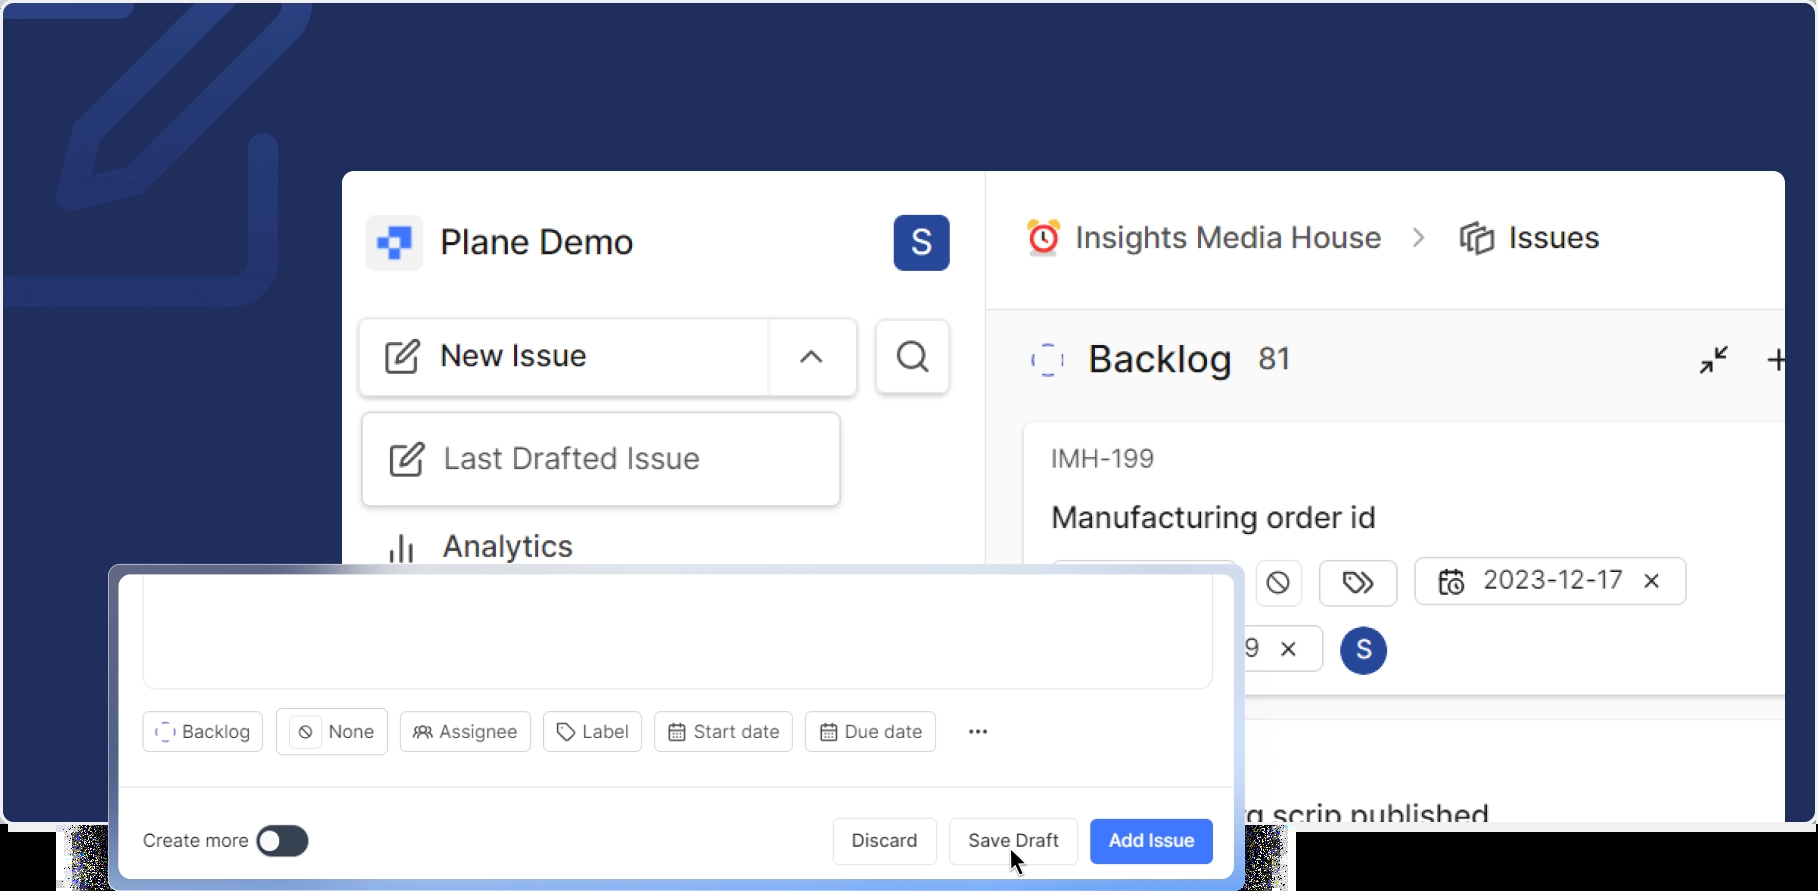 Plane Demo
S
Insights Media House
Issues
New Issue
Backlog 81
Last Drafted Issue
IMH-199
Manufacturing order id
Analytics
2023-12-17
9
S
Backlog
None
Assignee
Label
Start date
Due date
scrip published
Create more
Discard
Save Draft
Add Issue